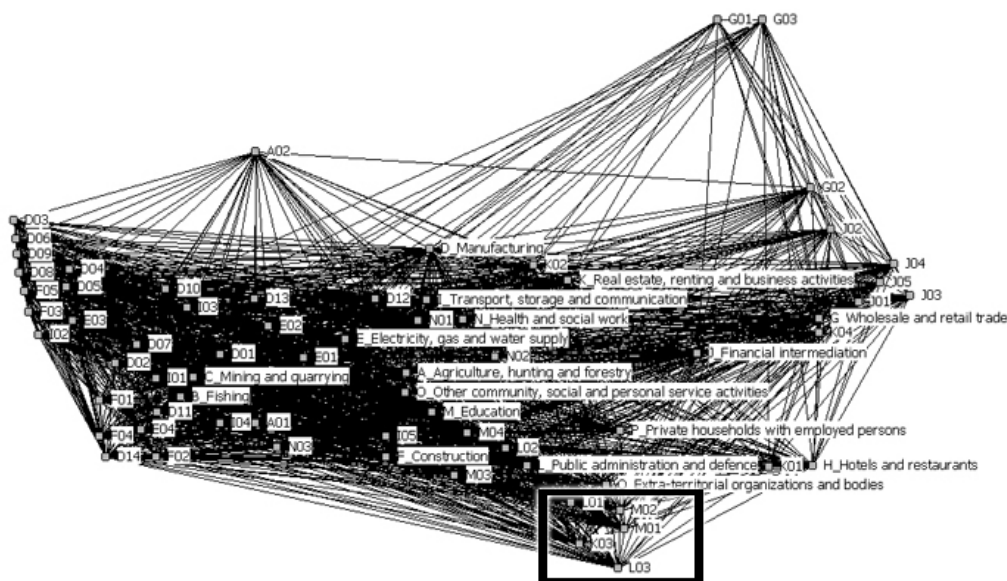 G01 G03
A02
G02
D03
J02
D06
D_Manufacturing
D09
K02
J04
D08
D04
K_Real estate, renting and business activities
J05
F05
D05
D10
D13
D12
I_Transport, storage and communication
J01
J03
F03
I03
E03
E02
N01
N_Health and social work
G_Wholesale and retail trade
I02
E_Electricity, gas and water supply
K04
D07
D01
E01
N02
J_Financial intermediation
D02
I01
C_Mining and quarrying
A_Agriculture, hunting and forestry
F01
B_Fishing
O_Other community, social and personal service activities
D11
M_Education
E04
I04
A01
F04
I05
M04
P_Private households with employed persons
N03
L02
D14
F02
F_Construction
L_Public administration and defence
K01
H_Hotels and restaurants
M03
Extra-territorial organizations and bodies
L01
M02
M01
K03
L03